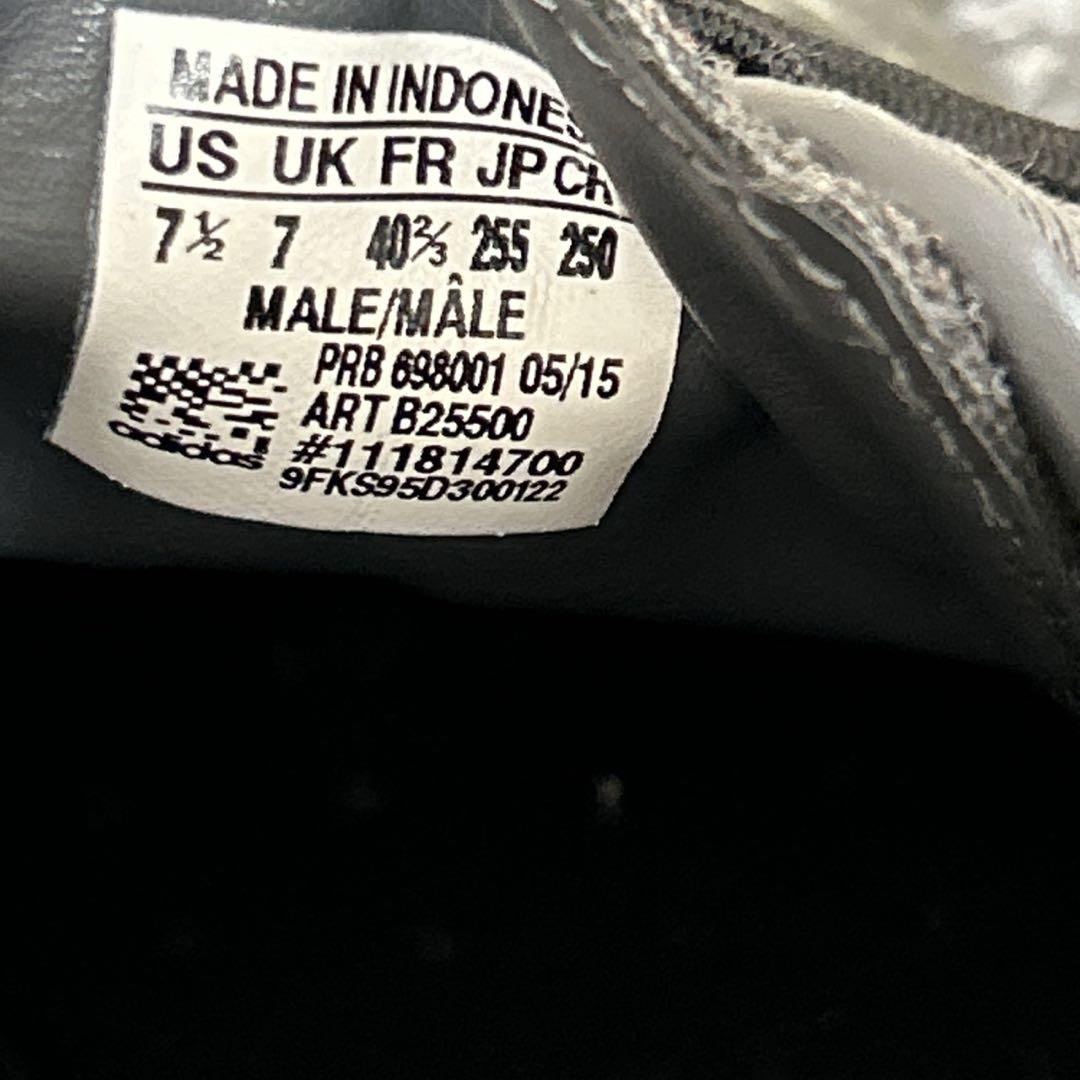 MADE IN INDONES
US UK FR JP CH
7½ 7 40⅔ 255 250
MALE/MÂLE
PRB 698001 05/15
ART B25500
#111814700
adidas
9FKS95D300122